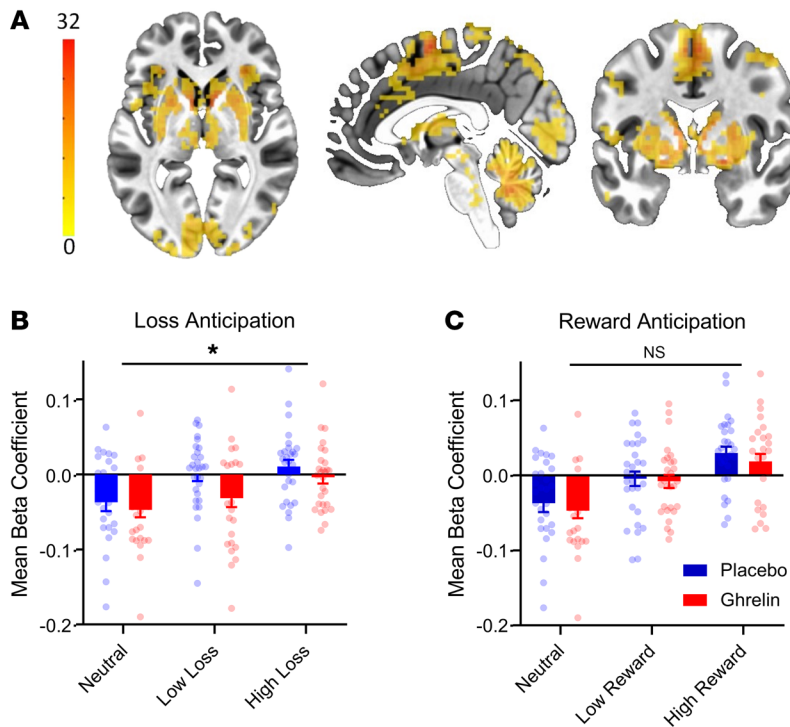 A
32
0
B
Loss Anticipation
*
Mean Beta Coefficient
0.1
0.0
-0.1
-0.2
Neutral
Low Loss
High Loss
C
Reward Anticipation
NS
Mean Beta Coefficient
0.1
0.0
-0.1
-0.2
Placebo
Ghrelin
Neutral
Low Reward
High Reward